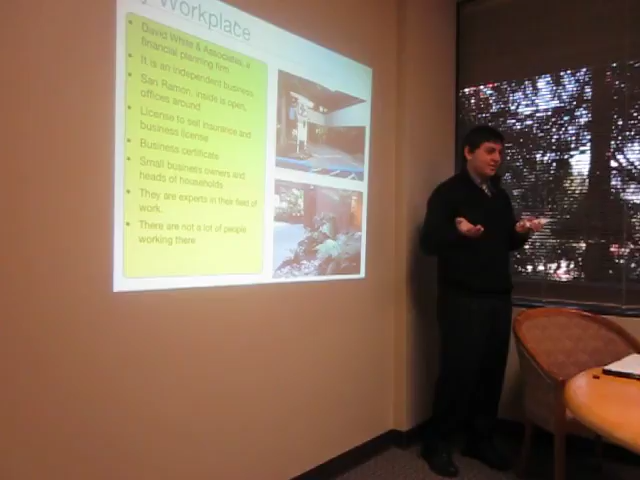 Workplace
• David White & Associates, a
financial planning firm
• It is an independent business
• San Ramon, inside is open,
offices around
• License to sell insurance and
business license
• Business certificate
• Small business owners and
heads of households
• They are experts in their field of
work.
• There are not a lot of people
working there